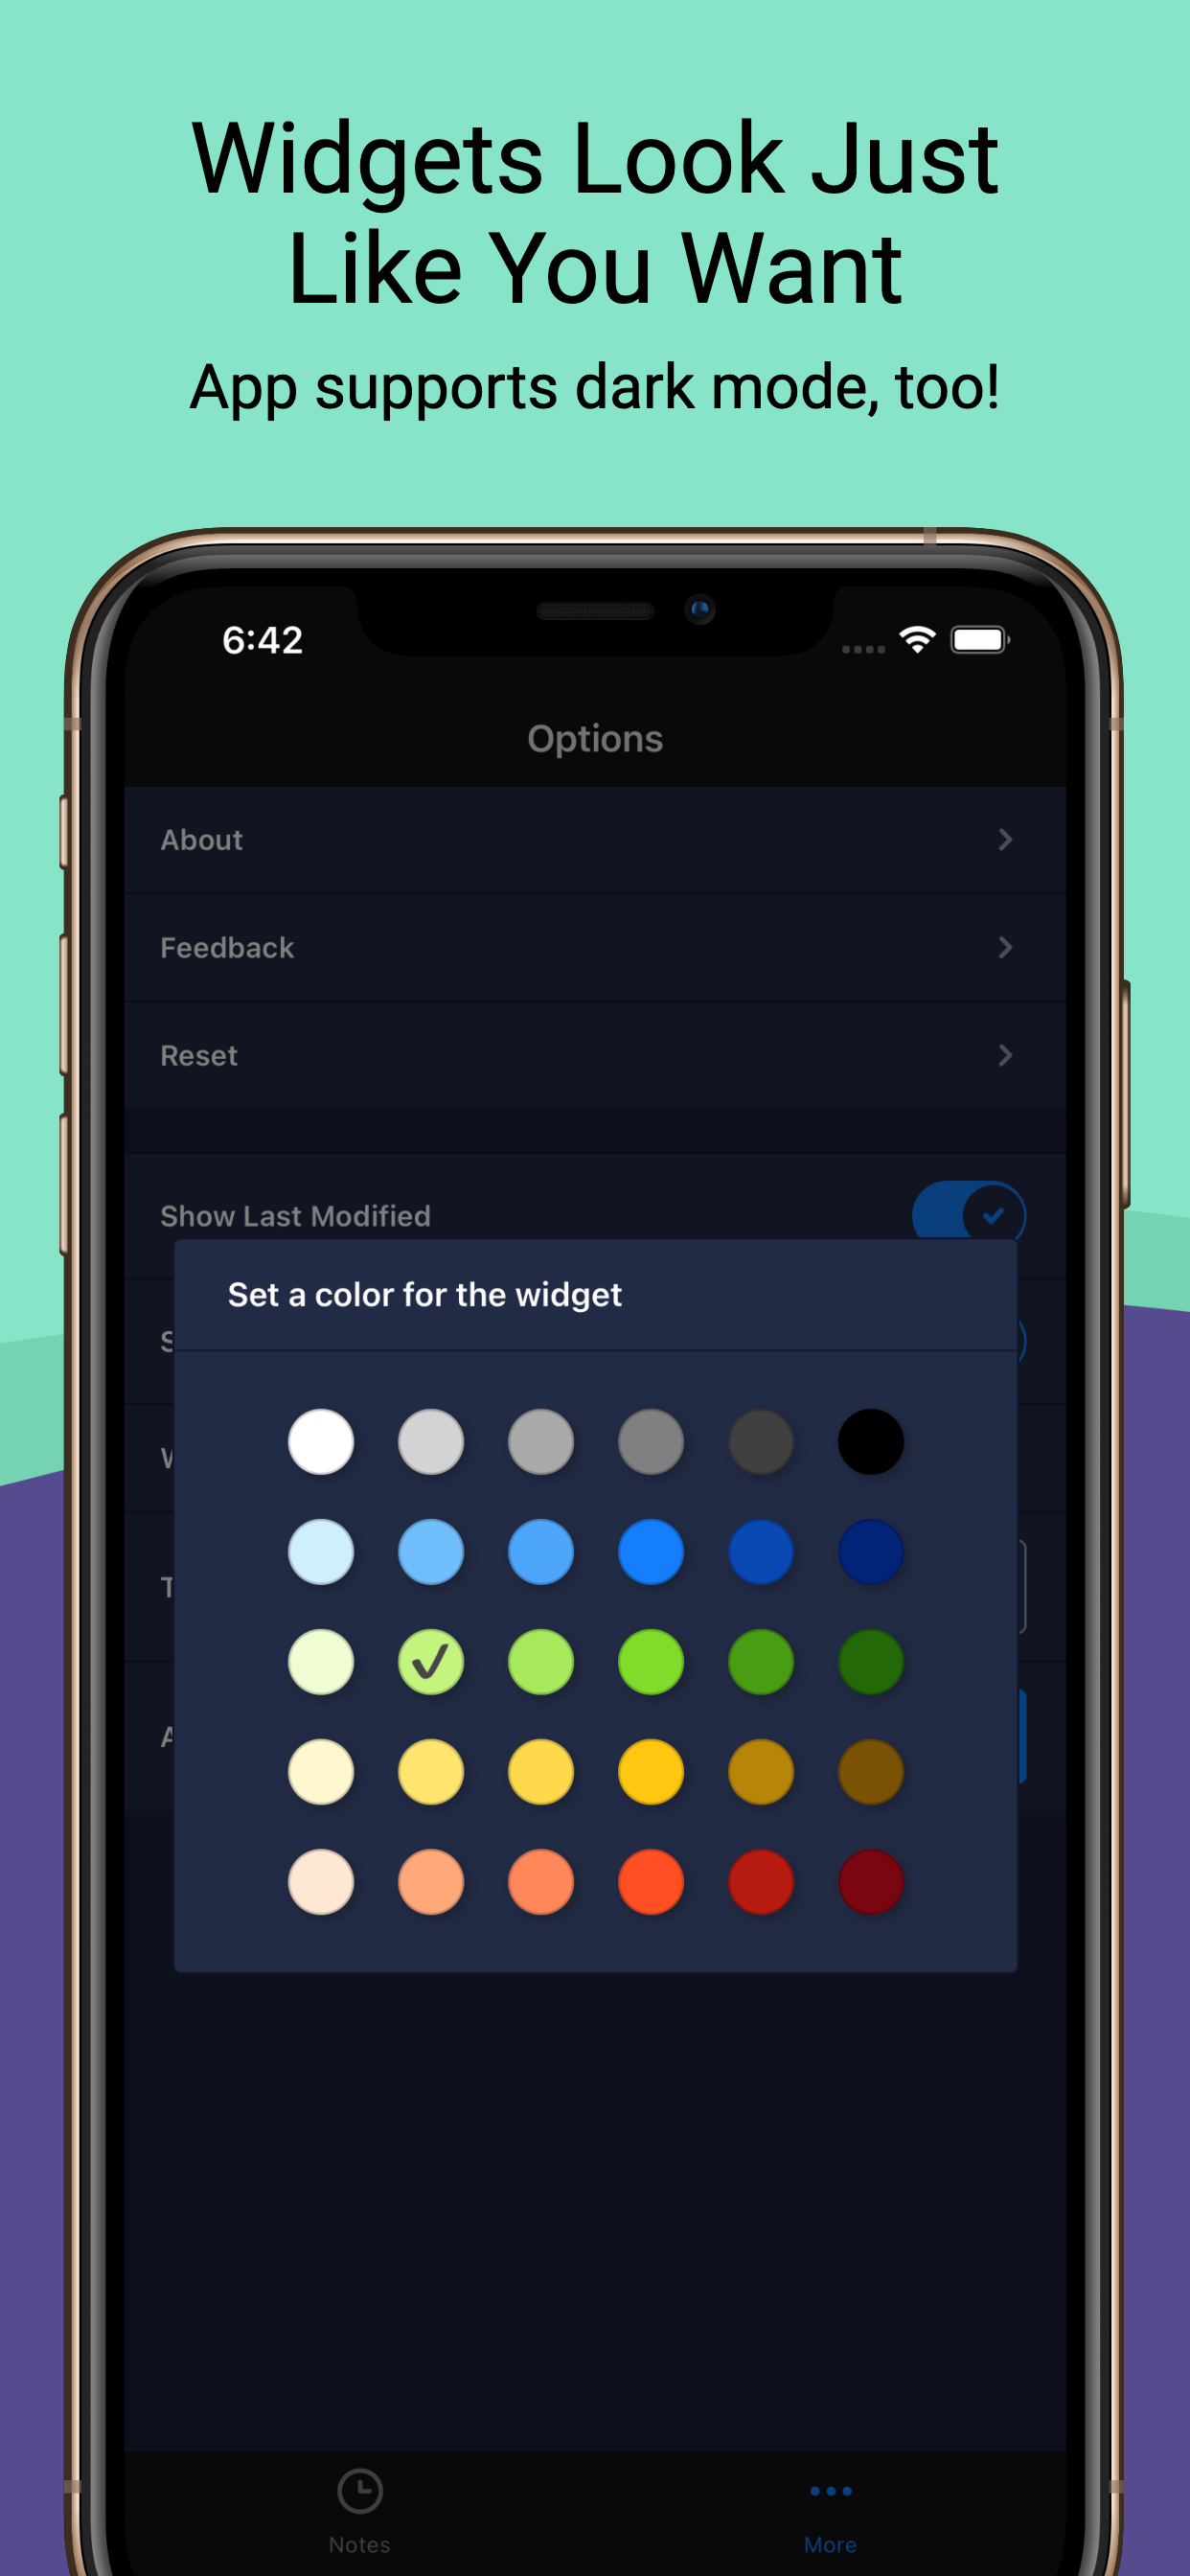 Widgets Look Just
Like You Want
App supports dark mode, too!
6:42
Options
About
Feedback
Reset
Show Last Modified
Set a color for the widget
Notes
More